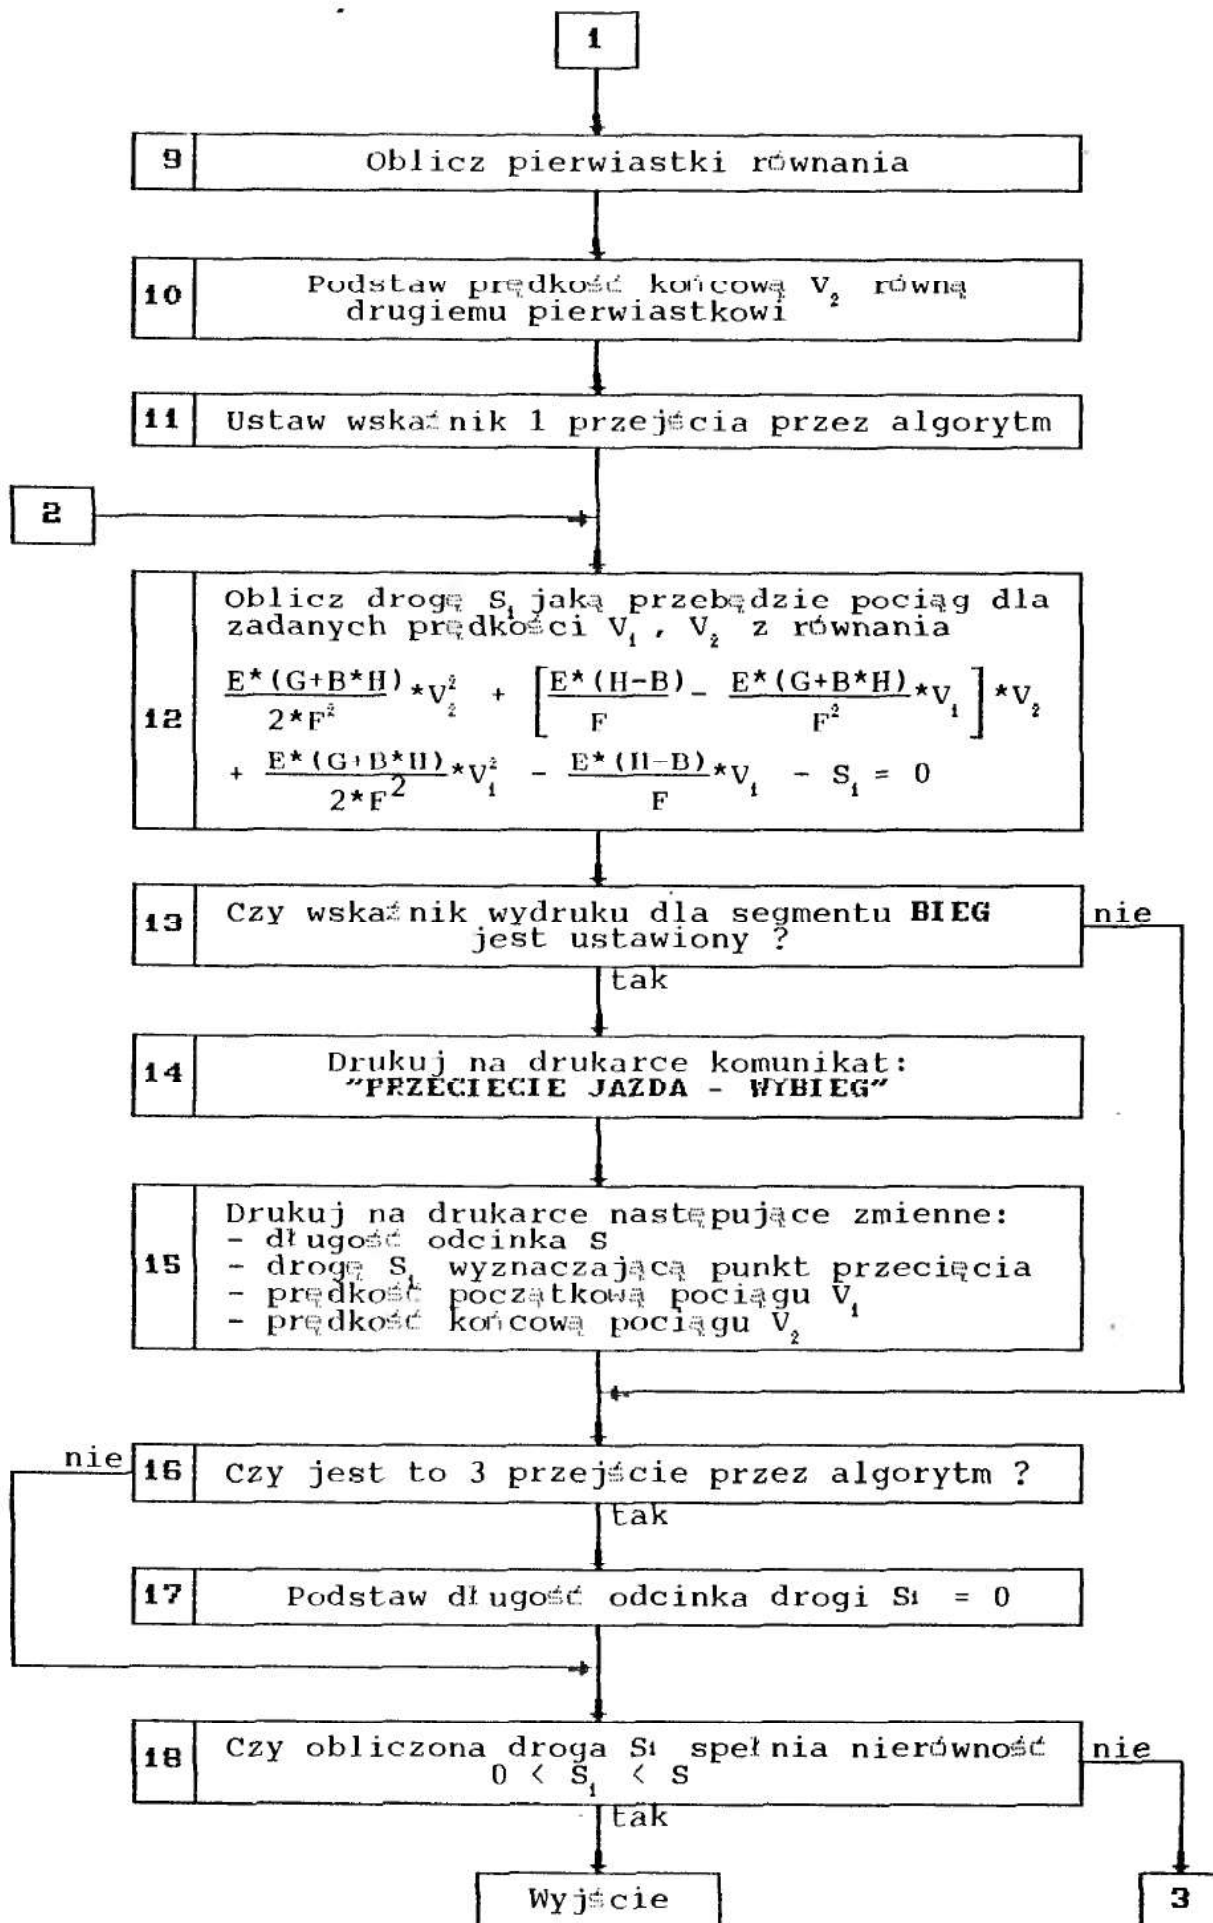 1
9 Oblicz pierwiastki równania
10 Podstaw prędkość końcową V₂ równą
drugiemu pierwiastkowi
11 Ustaw wskaźnik 1 przejścia przez algorytm
2
Oblicz drogę S₁ jaką przebędzie pociąg dla
zadanych prędkości V₁ , V₂ z równania
12 E*(G+B*H)/2*F² *V₂² + [E*(H-B)/F - E*(G+B*H)/F² *V₁] *V₂
+ E*(G+B*H)/2*F² *V₁² - E*(H-B)/F *V₁ - S₁ = 0
13 Czy wskaźnik wydruku dla segmentu BIEG nie
jest ustawiony ?
tak
14 Drukuj na drukarce komunikat:
"PRZECIECIE JAZDA - WYBIEG"
Drukuj na drukarce następujące zmienne:
- długość odcinka S
15 - drogę S₁ wyznaczającą punkt przecięcia
- prędkość początkową pociągu V₁
- prędkość końcową pociągu V₂
nie 16 Czy jest to 3 przejście przez algorytm ?
tak
17 Podstaw długość odcinka drogi S1 = 0
18 Czy obliczona droga S1 spełnia nierówność nie
0 < S₁ < S
tak
Wyjście 3